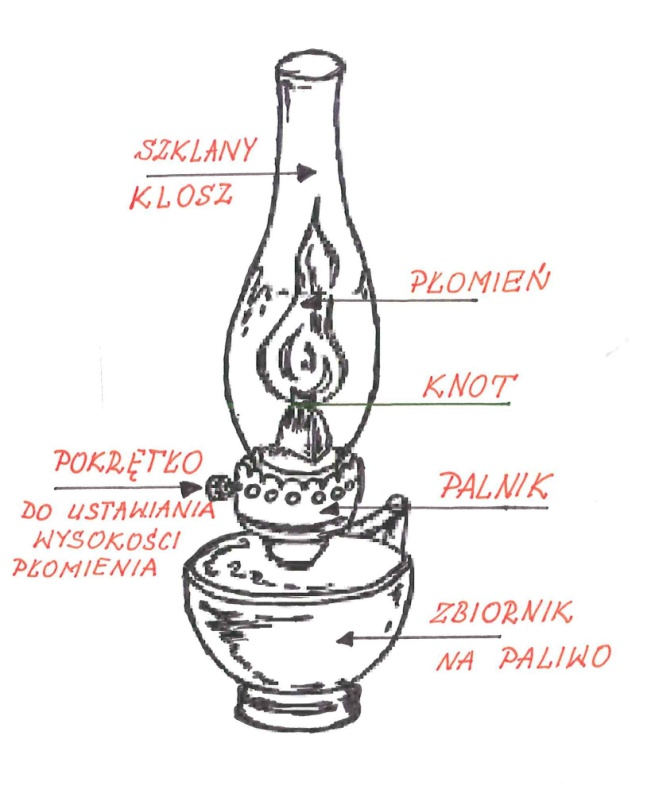 SZKLANY
KLOSZ
PŁOMIEŃ
KNOT
POKRĘTŁO
DO USTAWIANIA
WYSOKOŚCI
PŁOMIENIA
PALNIK
ZBIORNIK
NA PALIWO